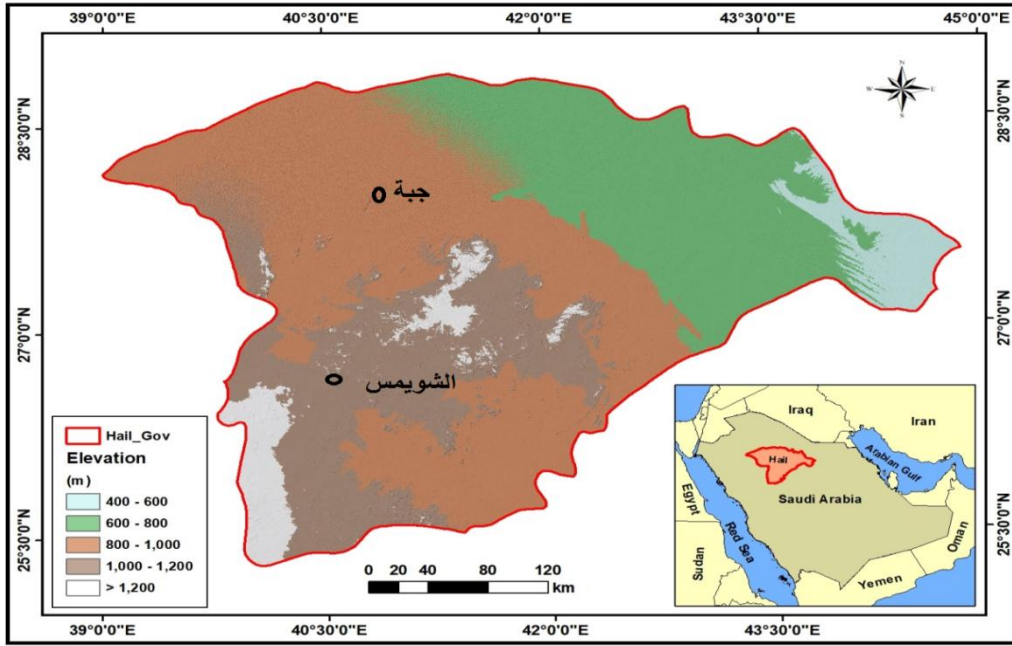 39°0'0"E 40°30'0"E 42°0'0"E 43°30'0"E 45°0'0"E
28°30'0"N
28°30'0"N
N
W E
S
جبة
27°0'0"N
27°0'0"N
الشويمس
Hail_Gov
Elevation
(m)
400 - 600
600 - 800
800 - 1,000
1,000 - 1,200
> 1,200
25°30'0"N
25°30'0"N
0 20 40 80 120
km
Iraq
Iran
Hail
Arabian Gulf
Saudi Arabia
Egypt
Red Sea
Oman
Sudan
Yemen
39°0'0"E 40°30'0"E 42°0'0"E 43°30'0"E